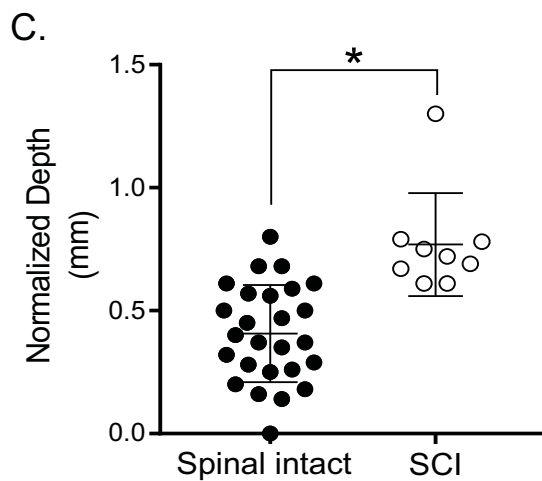 C.
*
1.5
1.0
0.5
0.0
Normalized Depth
(mm)
Spinal intact
SCI